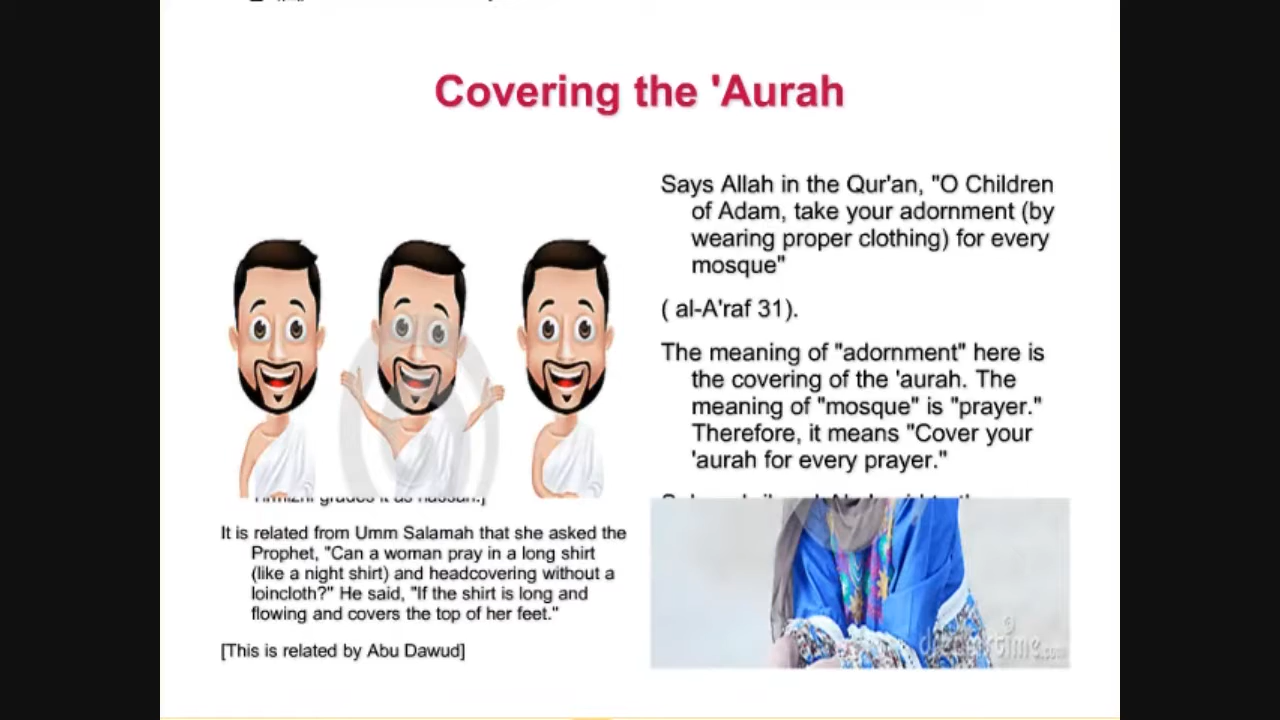 Covering the 'Aurah
Says Allah in the Qur'an, "O Children
of Adam, take your adornment (by
wearing proper clothing) for every
mosque"
( al-A'raf 31).
The meaning of "adornment" here is
the covering of the 'aurah. The
meaning of "mosque" is "prayer."
Therefore, it means "Cover your
'aurah for every prayer."
It is related from Umm Salamah that she asked the
Prophet, "Can a woman pray in a long shirt
(like a night shirt) and headcovering without a
loincloth?" He said, "If the shirt is long and
flowing and covers the top of her feet."
[This is related by Abu Dawud]
dreamstime.com